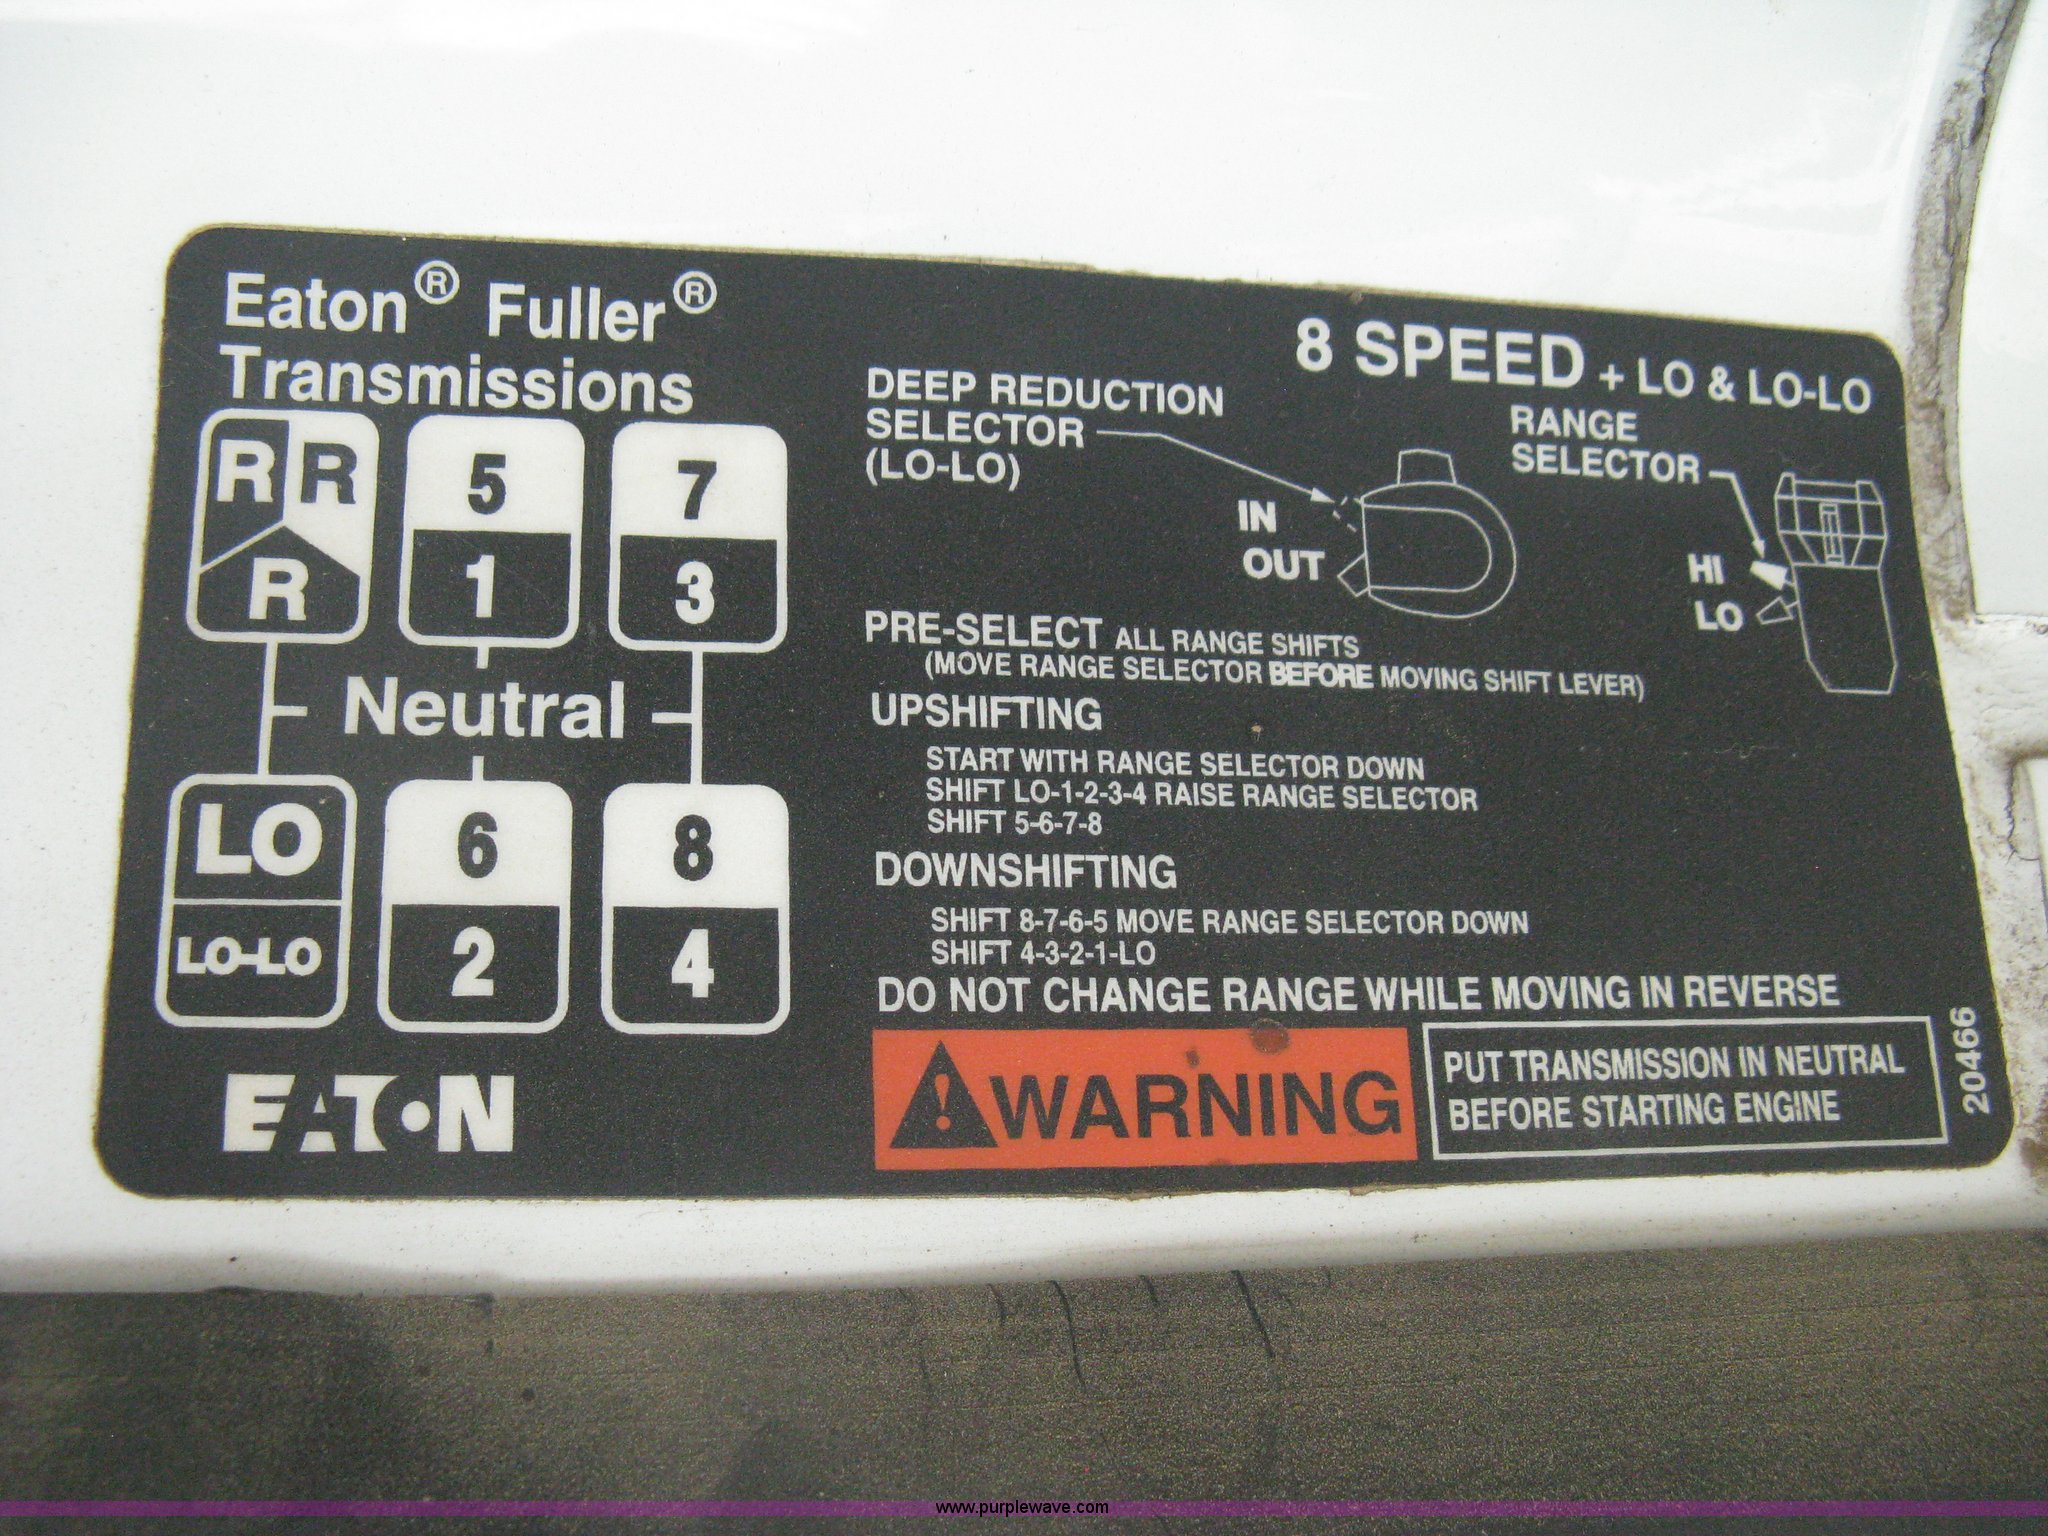 Eaton® Fuller®
Transmissions
R R
R
5
1
7
3
Neutral
LO
LO-LO
6
2
8
4
EATON
8 SPEED + LO & LO-LO
DEEP REDUCTION
SELECTOR
(LO-LO)
IN
OUT
RANGE
SELECTOR
HI
LO
PRE-SELECT ALL RANGE SHIFTS
(MOVE RANGE SELECTOR BEFORE MOVING SHIFT LEVER)
UPSHIFTING
START WITH RANGE SELECTOR DOWN
SHIFT LO-1-2-3-4 RAISE RANGE SELECTOR
SHIFT 5-6-7-8
DOWNSHIFTING
SHIFT 8-7-6-5 MOVE RANGE SELECTOR DOWN
SHIFT 4-3-2-1-LO
DO NOT CHANGE RANGE WHILE MOVING IN REVERSE
WARNING
PUT TRANSMISSION IN NEUTRAL
BEFORE STARTING ENGINE
20466
www.purplewave.com